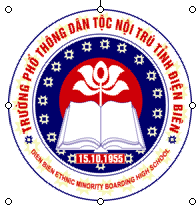 TRƯỜNG PHỔ THÔNG DÂN TỘC NỘI TRÚ TỈNH ĐIỆN BIÊN
15.10.1955
DIEN BIEN ETHNIC MINORITY BOARDING HIGH SCHOOL